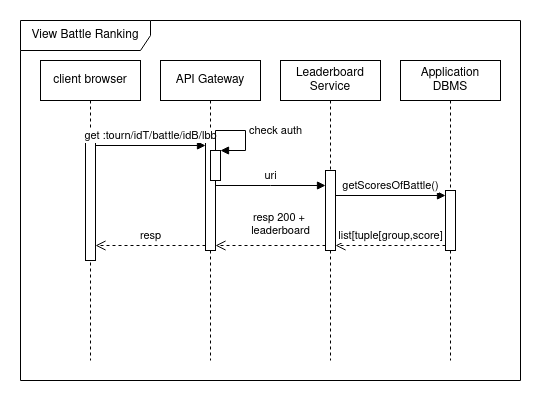 View Battle Ranking
client browser
API Gateway
Leaderboard
Service
Application
DBMS
get :tourn/idT/battle/idB/lbb
check auth
uri
getScoresOfBattle()
resp 200 +
leaderboard
resp
list[tuple[group,score]